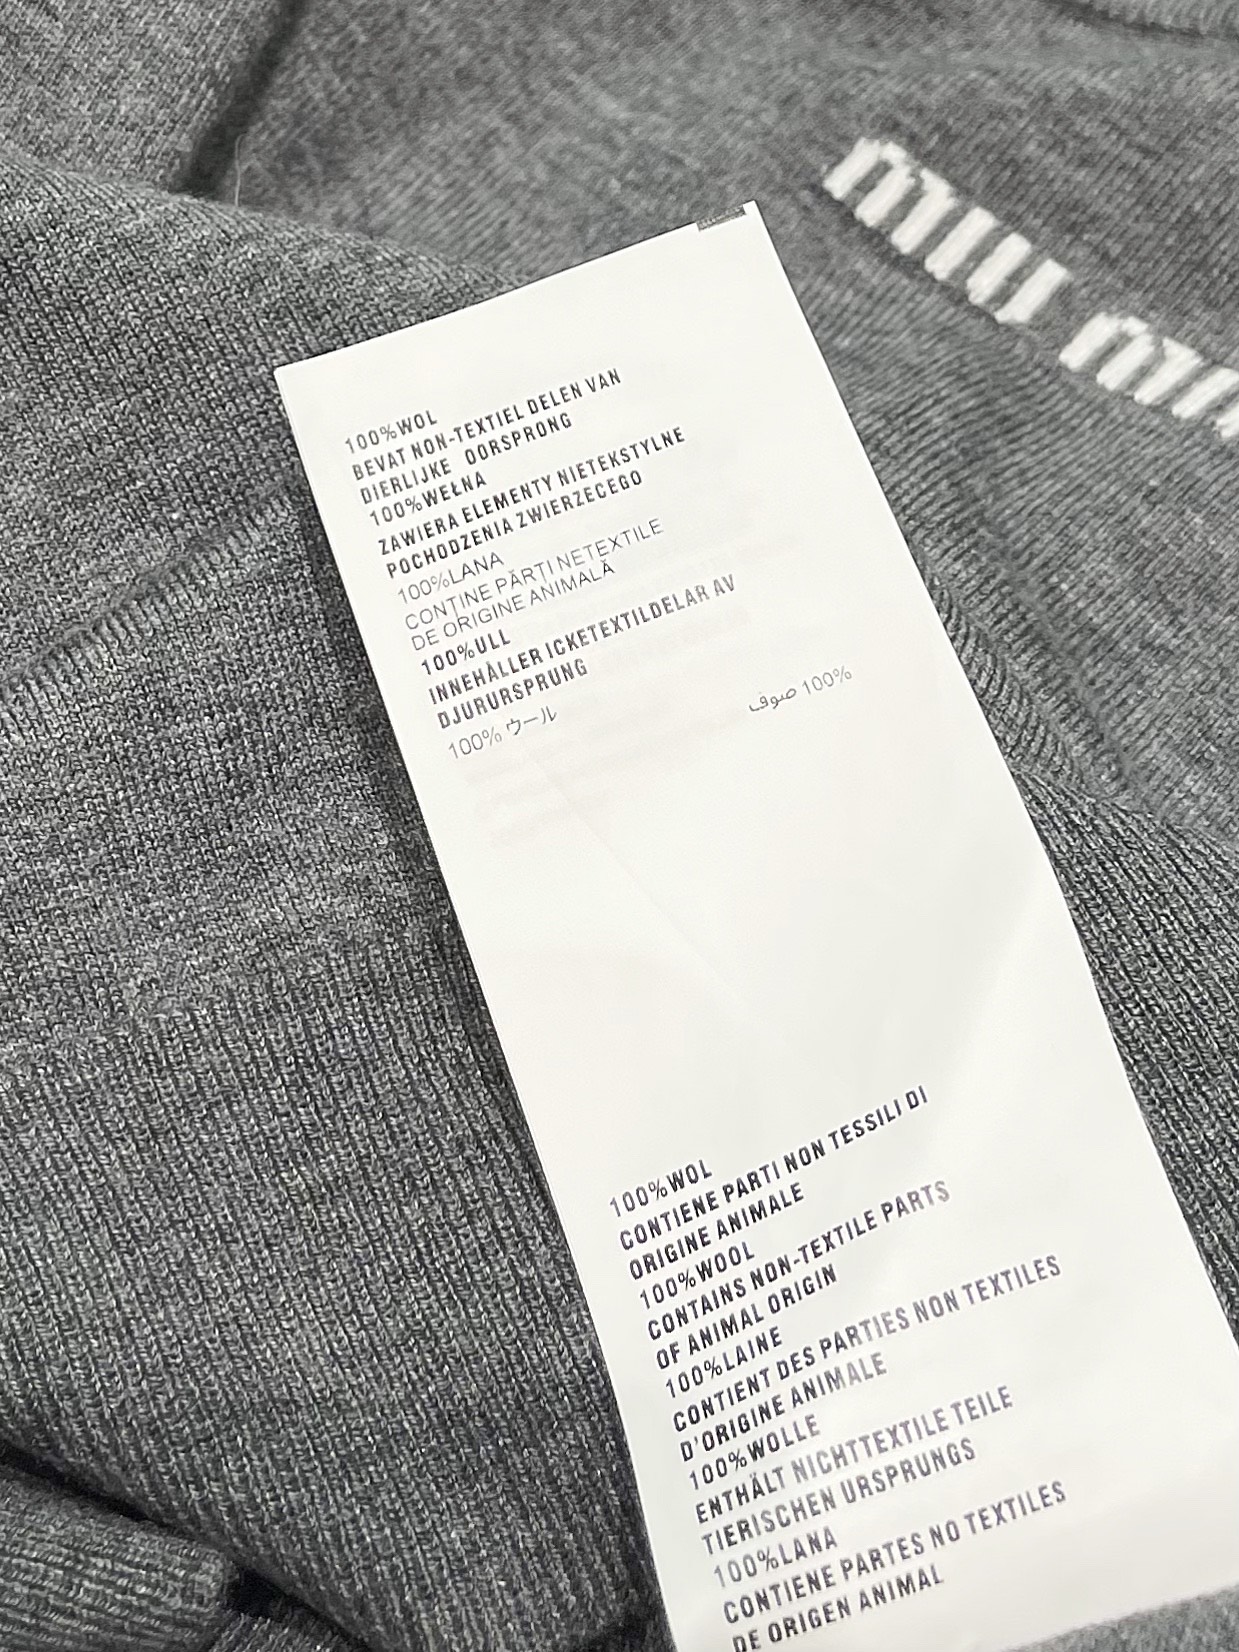 miu m
100%WOL
BEVAT NON-TEXTIEL DELEN VAN
DIERLIJKE OORSPRONG
100%WEŁNA
ZAWIERA ELEMENTY NIETEKSTYLNE
POCHODZENIA ZWIERZECEGO
100%LANA
CONȚINE PĂRȚI NETEXTILE
DE ORIGINE ANIMALĂ
100%ULL
INNEHÅLLER ICKETEXTILDELAR AV
DJURURSPRUNG
100% ウール
100% صوف
100%WOL
CONTIENE PARTI NON TESSILI DI
ORIGINE ANIMALE
100%WOOL
CONTAINS NON-TEXTILE PARTS
OF ANIMAL ORIGIN
100%LAINE
CONTIENT DES PARTIES NON TEXTILES
D'ORIGINE ANIMALE
100%WOLLE
ENTHÄLT NICHTTEXTILE TEILE
TIERISCHEN URSPRUNGS
100%LANA
CONTIENE PARTES NO TEXTILES
DE ORIGEN ANIMAL